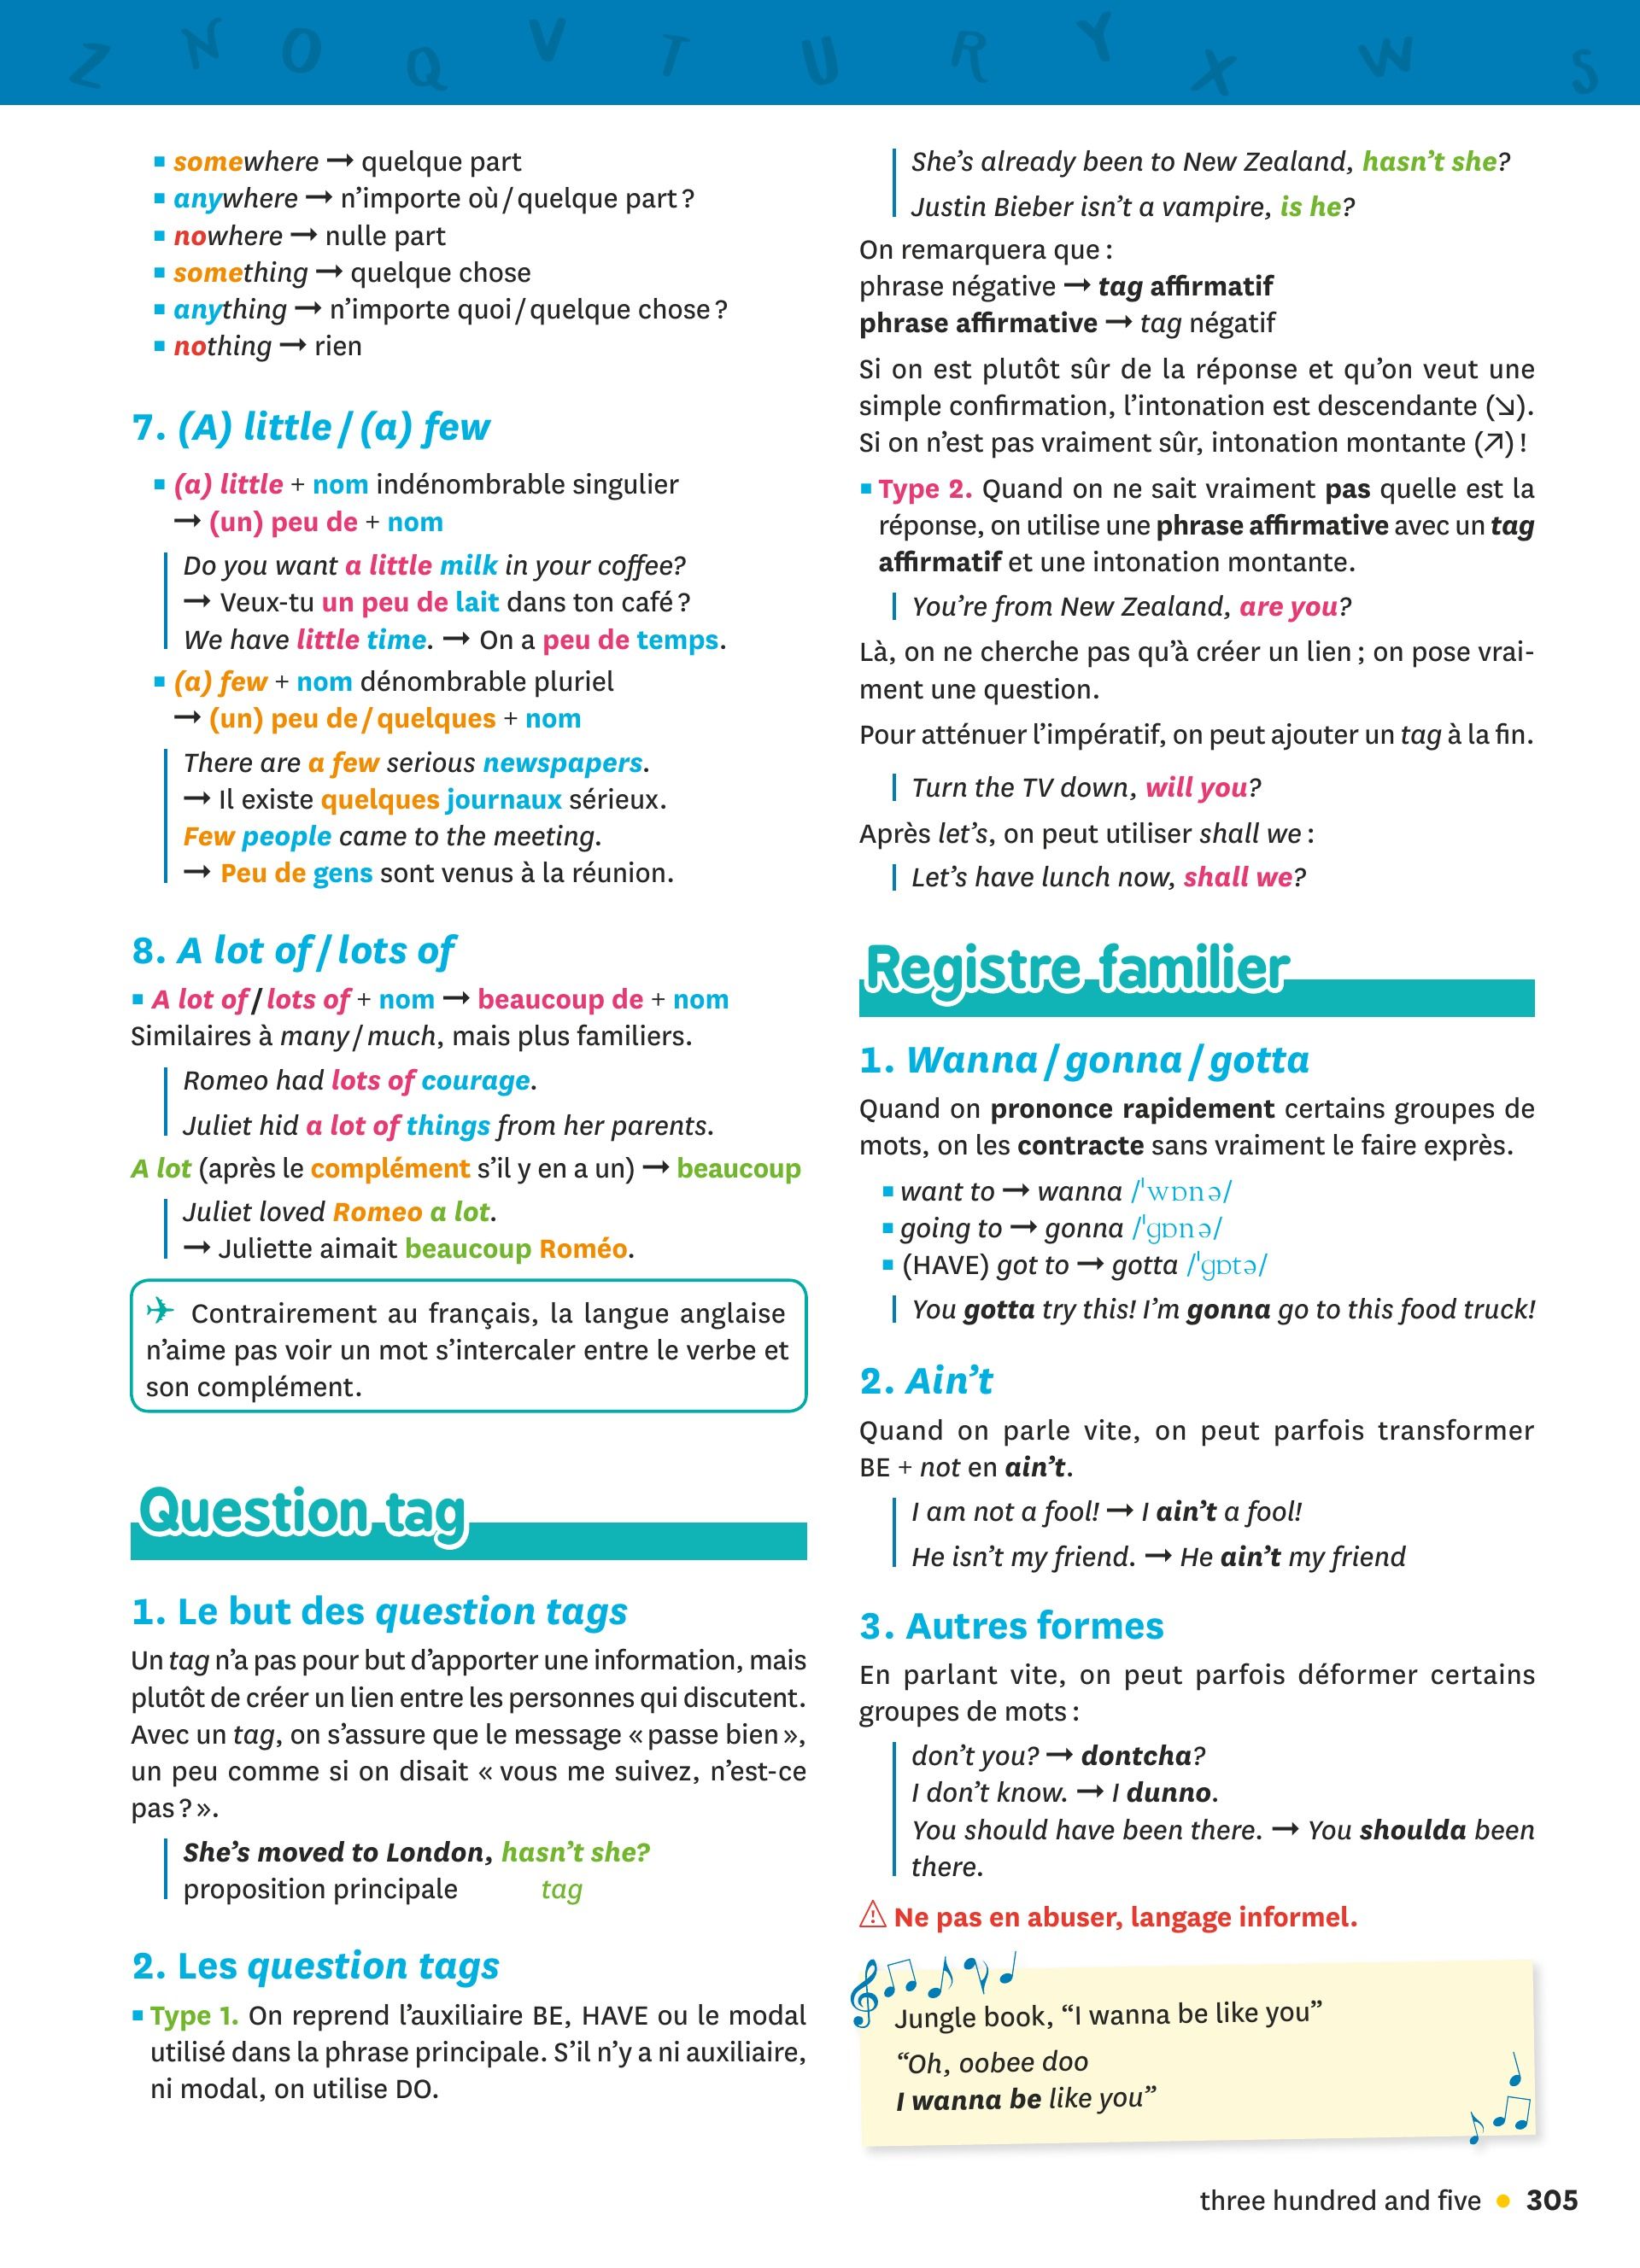 Z N O Q V T U R Y X W S
somewhere → quelque part
anywhere → n’importe où / quelque part ?
nowhere → nulle part
something → quelque chose
anything → n’importe quoi / quelque chose ?
nothing → rien
7. (A) little / (a) few
(a) little + nom indénombrable singulier
→ (un) peu de + nom
Do you want a little milk in your coffee?
→ Veux-tu un peu de lait dans ton café ?
We have little time. → On a peu de temps.
(a) few + nom dénombrable pluriel
→ (un) peu de / quelques + nom
There are a few serious newspapers.
→ Il existe quelques journaux sérieux.
Few people came to the meeting.
→ Peu de gens sont venus à la réunion.
8. A lot of / lots of
A lot of / lots of + nom → beaucoup de + nom
Similaires à many / much, mais plus familiers.
Romeo had lots of courage.
Juliet hid a lot of things from her parents.
A lot (après le complément s’il y en a un) → beaucoup
Juliet loved Romeo a lot.
→ Juliette aimait beaucoup Roméo.
Contrairement au français, la langue anglaise
n’aime pas voir un mot s’intercaler entre le verbe et
son complément.
Question tag
1. Le but des question tags
Un tag n’a pas pour but d’apporter une information, mais
plutôt de créer un lien entre les personnes qui discutent.
Avec un tag, on s’assure que le message « passe bien »,
un peu comme si on disait « vous me suivez, n’est-ce
pas ? ».
She’s moved to London, hasn’t she?
proposition principale tag
2. Les question tags
Type 1. On reprend l’auxiliaire BE, HAVE ou le modal
utilisé dans la phrase principale. S’il n’y a ni auxiliaire,
ni modal, on utilise DO.
She’s already been to New Zealand, hasn’t she?
Justin Bieber isn’t a vampire, is he?
On remarquera que :
phrase négative → tag affirmatif
phrase affirmative → tag négatif
Si on est plutôt sûr de la réponse et qu’on veut une
simple confirmation, l’intonation est descendante (↘).
Si on n’est pas vraiment sûr, intonation montante (↗) !
Type 2. Quand on ne sait vraiment pas quelle est la
réponse, on utilise une phrase affirmative avec un tag
affirmatif et une intonation montante.
You’re from New Zealand, are you?
Là, on ne cherche pas qu’à créer un lien ; on pose vrai-
ment une question.
Pour atténuer l’impératif, on peut ajouter un tag à la fin.
Turn the TV down, will you?
Après let’s, on peut utiliser shall we :
Let’s have lunch now, shall we?
Registre familier
1. Wanna / gonna / gotta
Quand on prononce rapidement certains groupes de
mots, on les contracte sans vraiment le faire exprès.
want to → wanna /ˈwɒnə/
going to → gonna /ˈgɒnə/
(HAVE) got to → gotta /ˈgɒtə/
You gotta try this! I’m gonna go to this food truck!
2. Ain’t
Quand on parle vite, on peut parfois transformer
BE + not en ain’t.
I am not a fool! → I ain’t a fool!
He isn’t my friend. → He ain’t my friend
3. Autres formes
En parlant vite, on peut parfois déformer certains
groupes de mots :
don’t you? → dontcha?
I don’t know. → I dunno.
You should have been there. → You shoulda been
there.
Ne pas en abuser, langage informel.
Jungle book, “I wanna be like you”
“Oh, oobee doo
I wanna be like you”
three hundred and five • 305